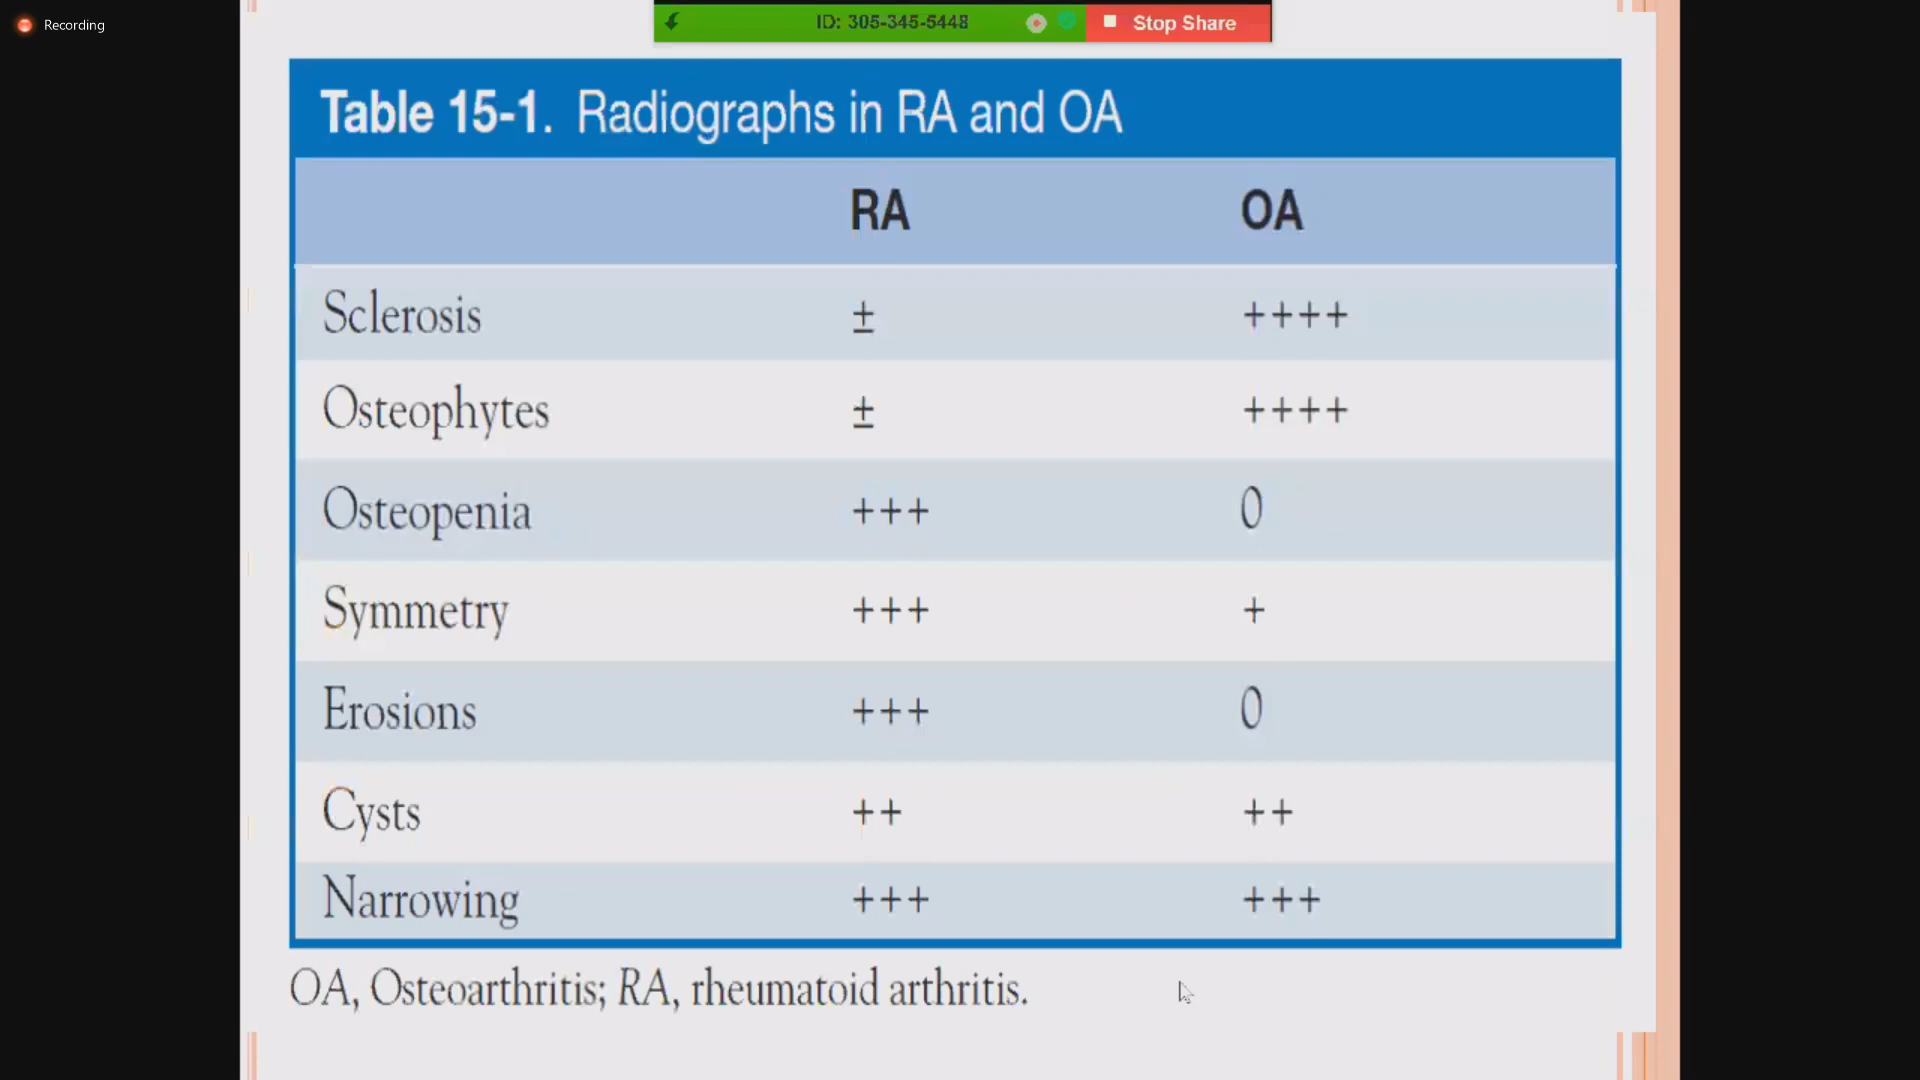 Recording
ID: 305-345-5448 Stop Share
Table 15-1. Radiographs in RA and OA
RA OA
Sclerosis ± ++++
Osteophytes ± ++++
Osteopenia +++ 0
Symmetry +++ +
Erosions +++ 0
Cysts ++ ++
Narrowing +++ +++
OA, Osteoarthritis; RA, rheumatoid arthritis.